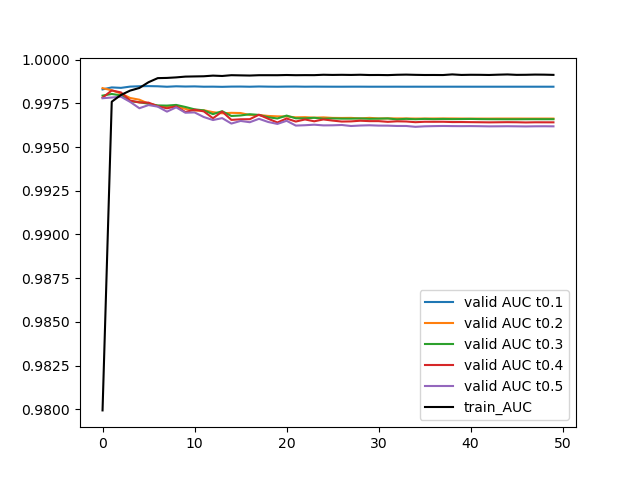 1.0000
0.9975
0.9950
0.9925
0.9900
0.9875
0.9850
0.9825
0.9800
0
10
20
30
40
50
valid AUC t0.1
valid AUC t0.2
valid AUC t0.3
valid AUC t0.4
valid AUC t0.5
train_AUC